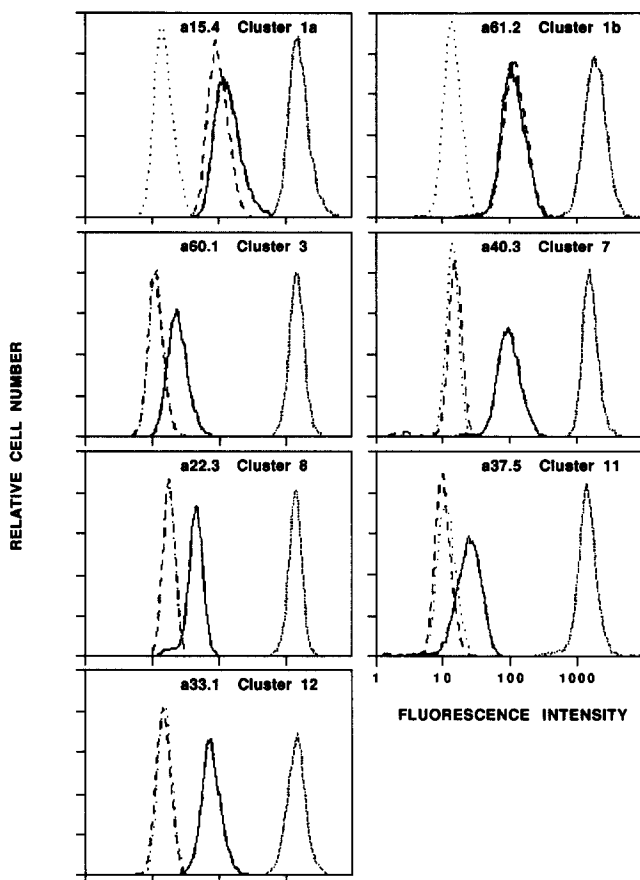 a15.4 Cluster 1a
a61.2 Cluster 1b
a60.1 Cluster 3
a40.3 Cluster 7
a22.3 Cluster 8
a37.5 Cluster 11
a33.1 Cluster 12
1 10 100 1000
FLUORESCENCE INTENSITY
RELATIVE CELL NUMBER